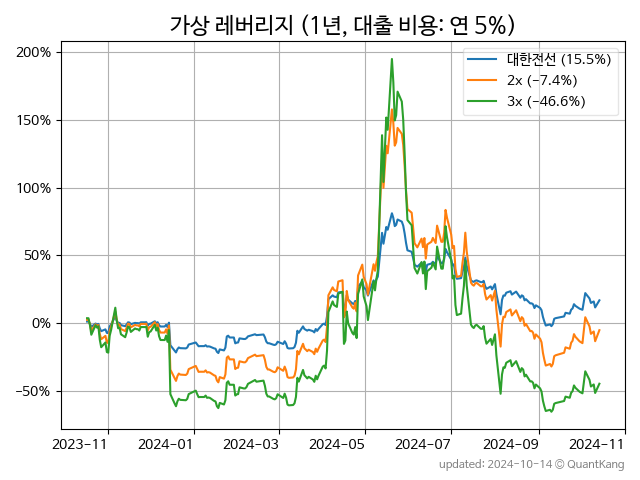 가상 레버리지 (1년, 대출 비용: 연 5%)
200%
150%
100%
50%
0%
−50%
대한전선 (15.5%)
2x (−7.4%)
3x (−46.6%)
2023-11 2024-01 2024-03 2024-05 2024-07 2024-09 2024-11
updated: 2024-10-14 © QuantKang